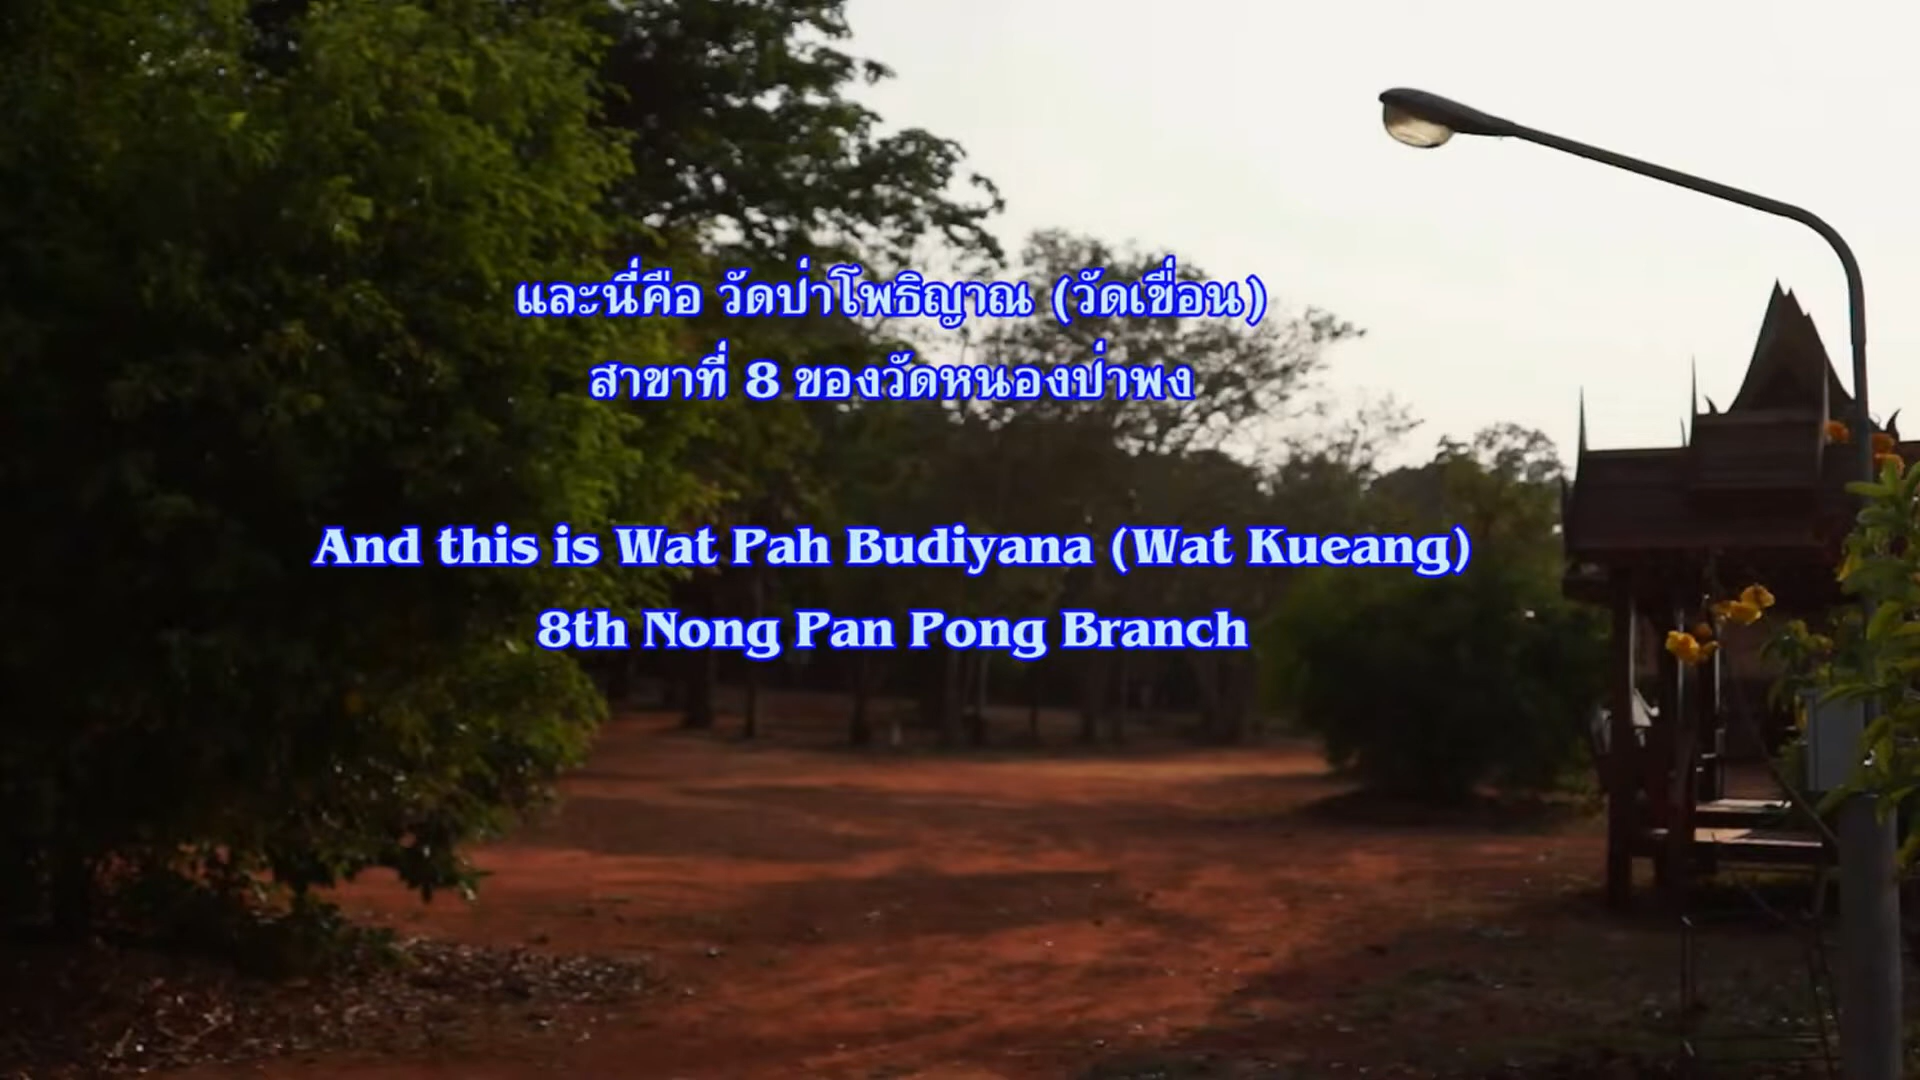 และนี่คือ วัดป่าโพธิญาณ (วัดเขื่อน)
สาขาที่ 8 ของวัดหนองป่าพง
And this is Wat Pah Budiyana (Wat Kueang)
8th Nong Pan Pong Branch